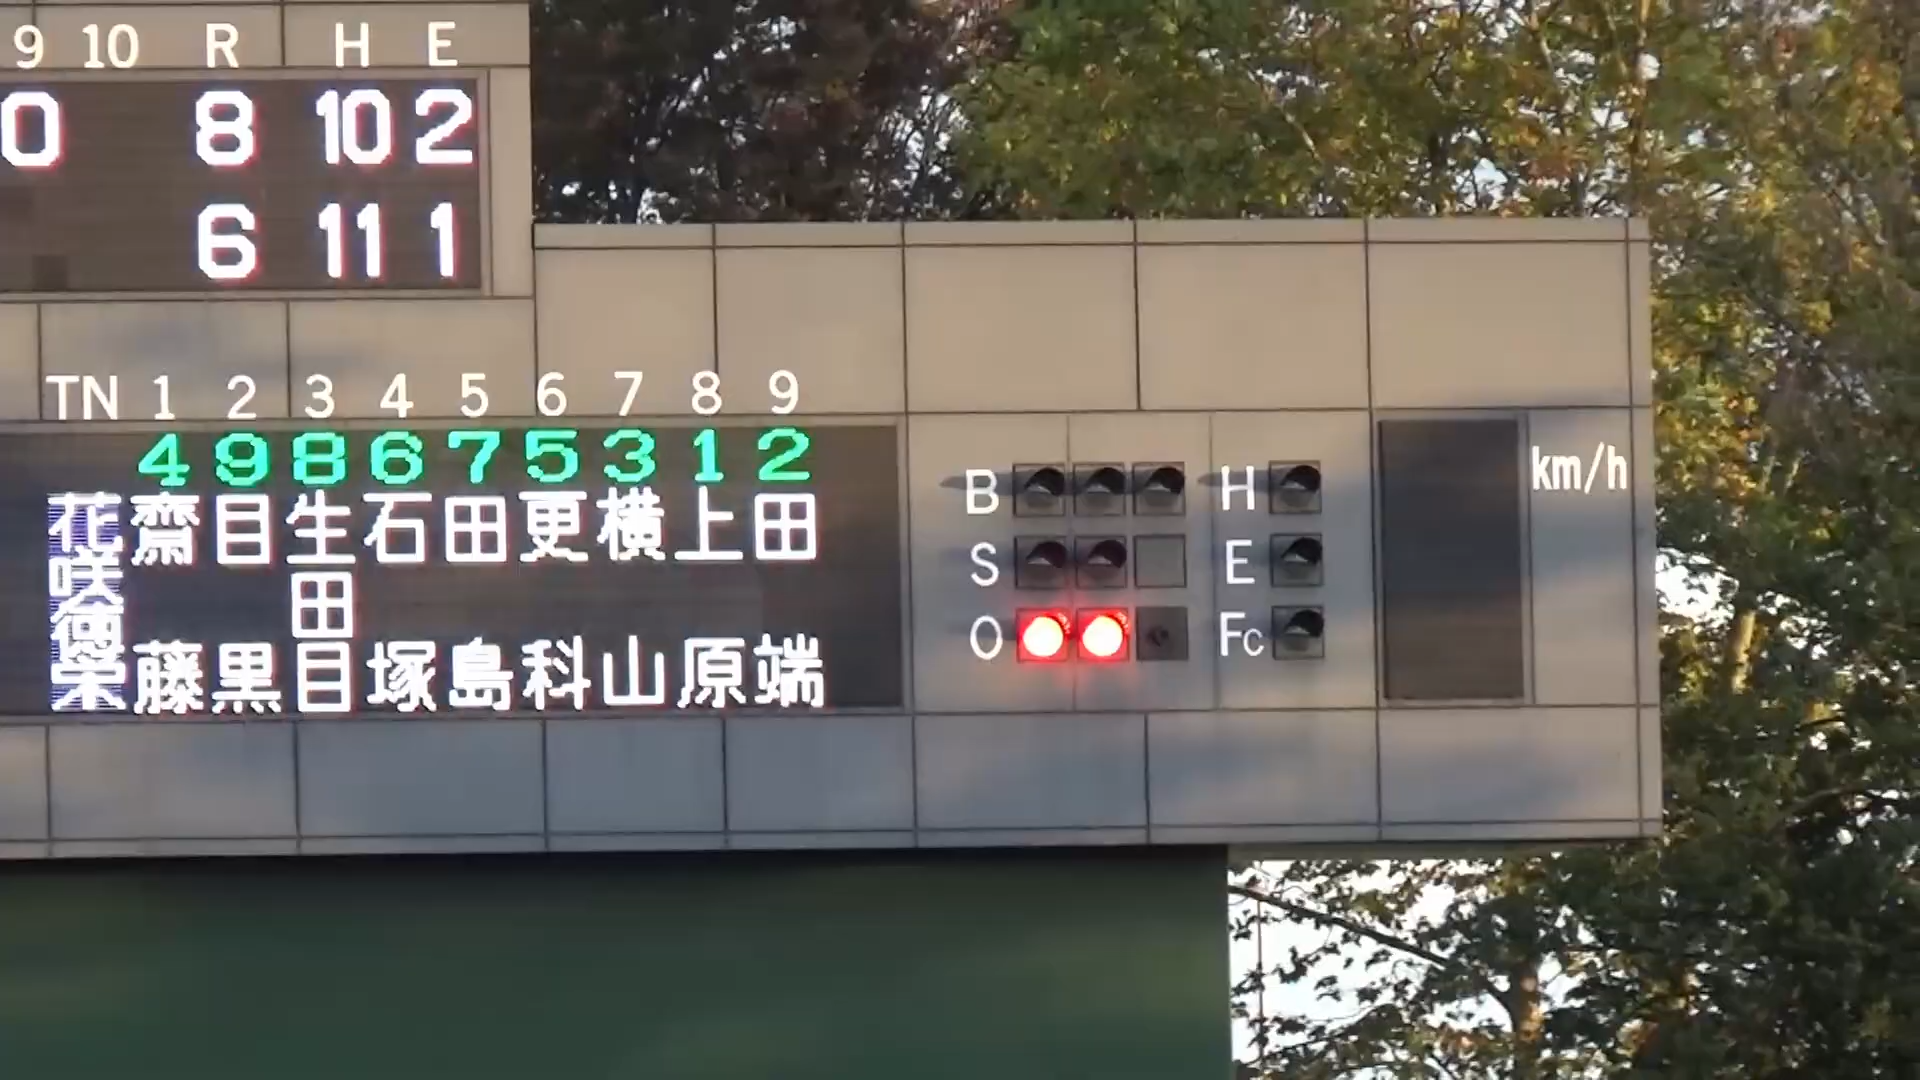 9 10 R H E
0 8 10 2
6 11 1
TN 1 2 3 4 5 6 7 8 9
4 9 8 6 7 5 3 1 2
花咲徳栄
齋藤
目黒
生田目
石塚
田島
更科
横山
上原
田端
B H
S E
O Fc
km/h